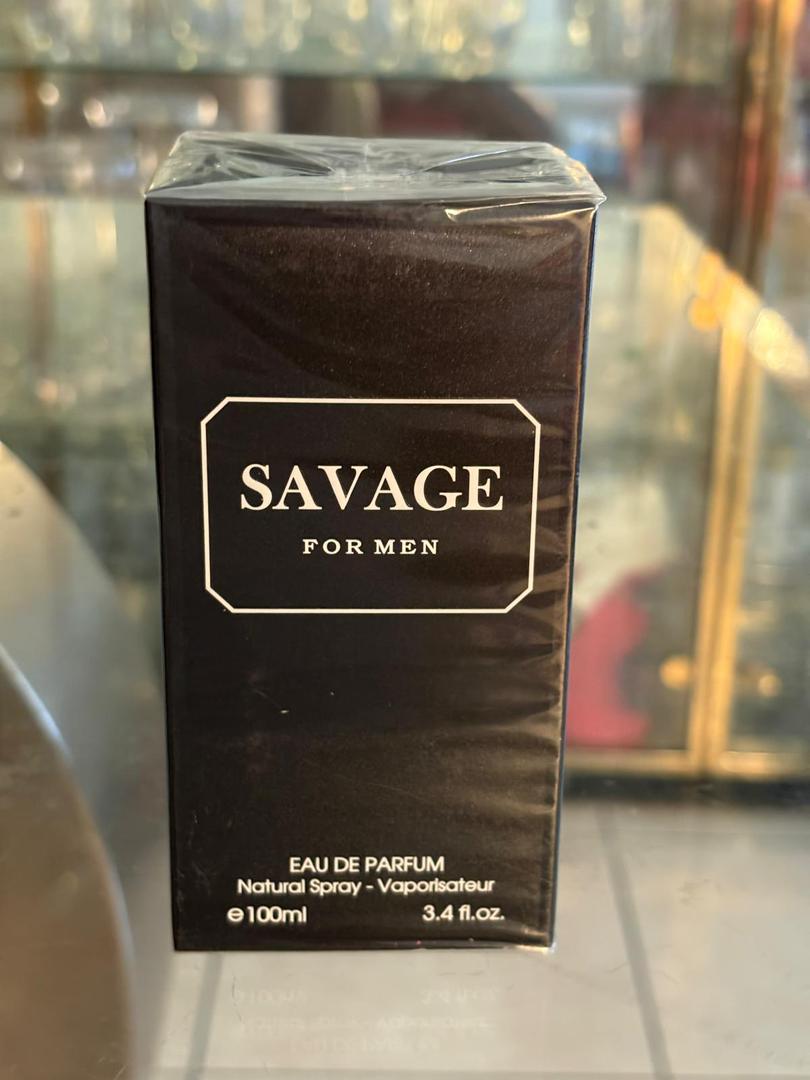 SAVAGE
FOR MEN
EAU DE PARFUM
Natural Spray - Vaporisateur
℮100ml 3.4 fl.oz.